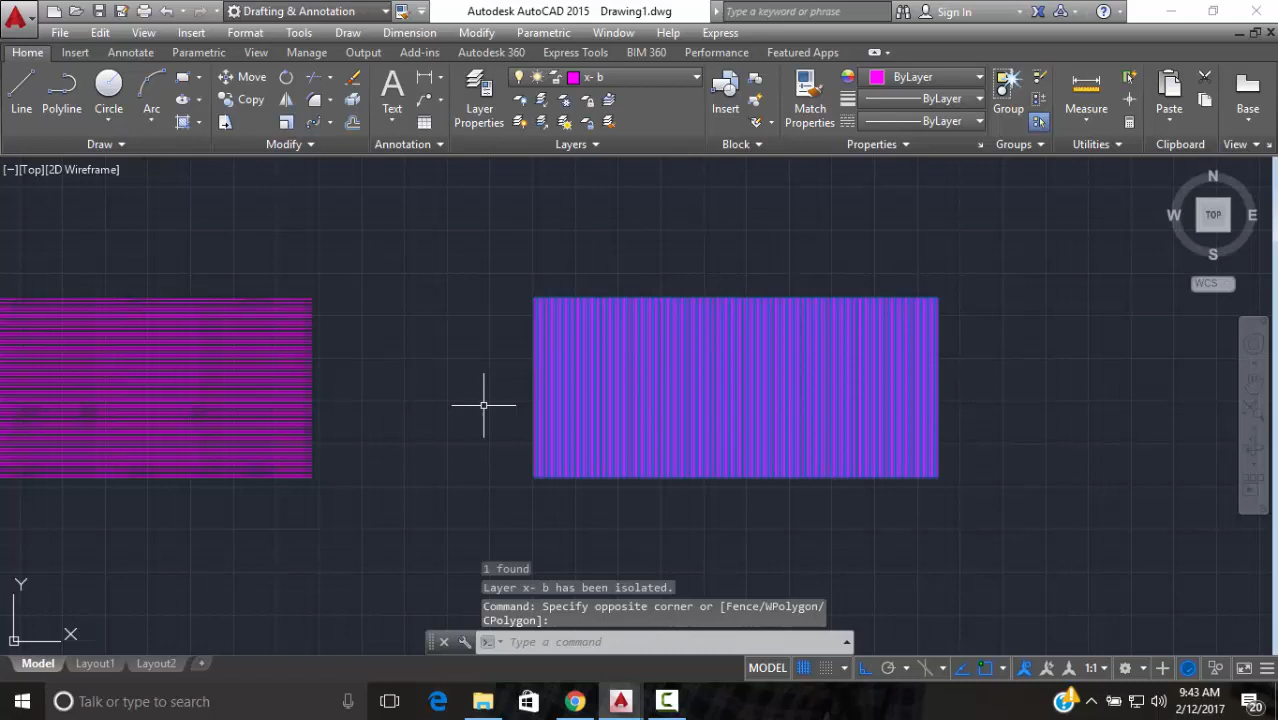 Drafting & Annotation
Autodesk AutoCAD 2015 Drawing1.dwg
Type a keyword or phrase
Sign In
File Edit View Insert Format Tools Draw Dimension Modify Parametric Window Help Express
Home Insert Annotate Parametric View Manage Output Add-ins Autodesk 360 Express Tools BIM 360 Performance Featured Apps
Line
Polyline
Circle
Arc
Move
Copy
Text
Layer
Properties
x- b
Insert
Match
Properties
ByLayer
ByLayer
ByLayer
Group
Measure
Paste
Base
Draw Modify Annotation Layers Block Properties Groups Utilities Clipboard View
[−][Top][2D Wireframe]
N
W TOP E
S
WCS
Y
X
1 found
Layer x- b has been isolated.
Command: Specify opposite corner or [Fence/WPolygon/
CPolygon]:
Type a command
Model Layout1 Layout2 +
MODEL
1:1
Talk or type to search
9:43 AM
2/12/2017
20